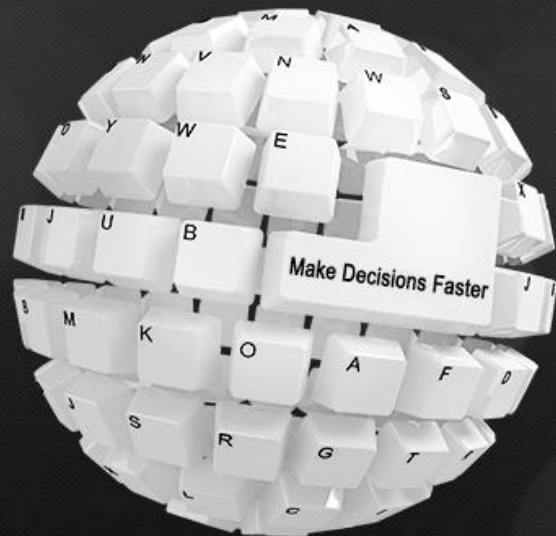 M
N V N W S
O Y W E X
I J U B
Make Decisions Faster
J
B M K O A F D
J S R G T
L G